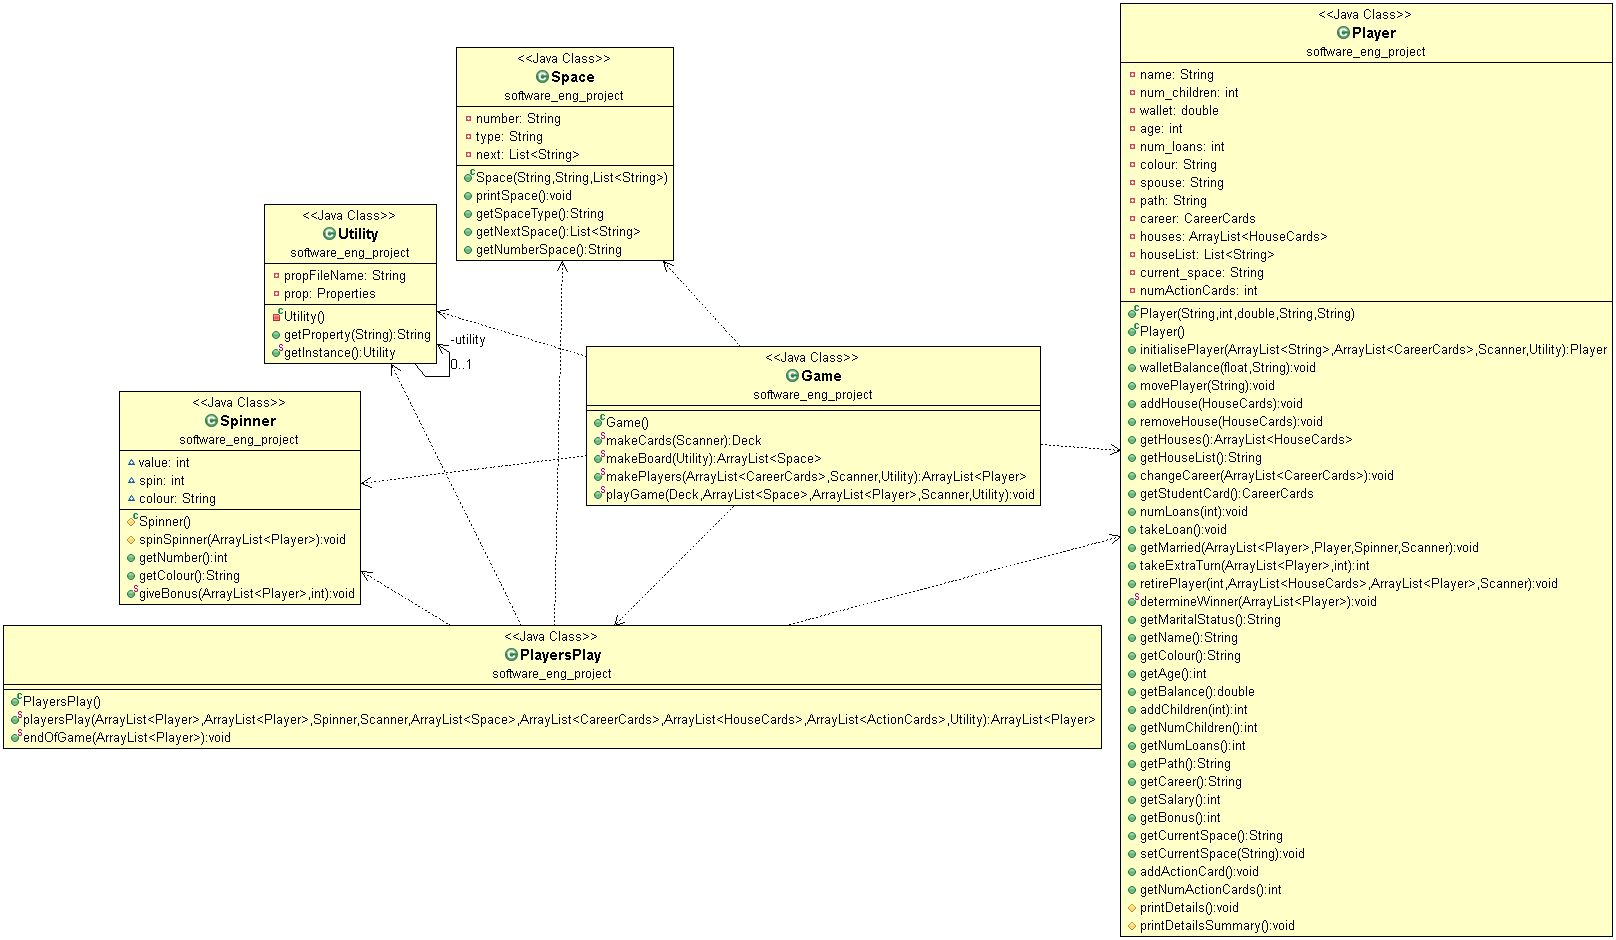 <<Java Class>>
Space
software_eng_project
number: String
type: String
next: List<String>
Space(String,String,List<String>)
printSpace():void
getSpaceType():String
getNextSpace():List<String>
getNumberSpace():String
<<Java Class>>
Utility
software_eng_project
propFileName: String
prop: Properties
Utility()
getProperty(String):String
getInstance():Utility
-utility
0..1
<<Java Class>>
Spinner
software_eng_project
value: int
spin: int
colour: String
Spinner()
spinSpinner(ArrayList<Player>):void
getNumber():int
getColour():String
giveBonus(ArrayList<Player>,int):void
<<Java Class>>
Game
software_eng_project
Game()
makeCards(Scanner):Deck
makeBoard(Utility):ArrayList<Space>
makePlayers(ArrayList<CareerCards>,Scanner,Utility):ArrayList<Player>
playGame(Deck,ArrayList<Space>,ArrayList<Player>,Scanner,Utility):void
<<Java Class>>
PlayersPlay
software_eng_project
PlayersPlay()
playersPlay(ArrayList<Player>,ArrayList<Player>,Spinner,Scanner,ArrayList<Space>,ArrayList<CareerCards>,ArrayList<HouseCards>,ArrayList<ActionCards>,Utility):ArrayList<Player>
endOfGame(ArrayList<Player>):void
<<Java Class>>
Player
software_eng_project
name: String
num_children: int
wallet: double
age: int
num_loans: int
colour: String
spouse: String
path: String
career: CareerCards
houses: ArrayList<HouseCards>
houseList: List<String>
current_space: String
numActionCards: int
Player(String,int,double,String,String)
Player()
initialisePlayer(ArrayList<String>,ArrayList<CareerCards>,Scanner,Utility):Player
walletBalance(float,String):void
movePlayer(String):void
addHouse(HouseCards):void
removeHouse(HouseCards):void
getHouses():ArrayList<HouseCards>
getHouseList():String
changeCareer(ArrayList<CareerCards>):void
getStudentCard():CareerCards
numLoans(int):void
takeLoan():void
getMarried(ArrayList<Player>,Player,Spinner,Scanner):void
takeExtraTurn(ArrayList<Player>,int):int
retirePlayer(int,ArrayList<HouseCards>,ArrayList<Player>,Scanner):void
determineWinner(ArrayList<Player>):void
getMaritalStatus():String
getName():String
getColour():String
getAge():int
getBalance():double
addChildren(int):int
getNumChildren():int
getNumLoans():int
getPath():String
getCareer():String
getSalary():int
getBonus():int
getCurrentSpace():String
setCurrentSpace(String):void
addActionCard():void
getNumActionCards():int
printDetails():void
printDetailsSummary():void